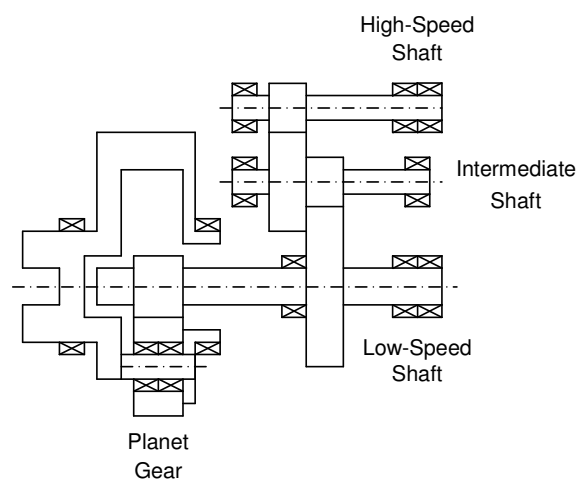 High-Speed
Shaft
Intermediate
Shaft
Low-Speed
Shaft
Planet
Gear